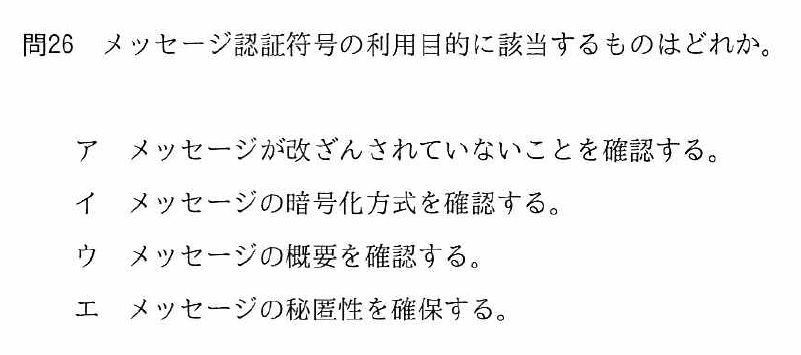 問26　メッセージ認証符号の利用目的に該当するものはどれか。
ア　メッセージが改ざんされていないことを確認する。
イ　メッセージの暗号化方式を確認する。
ウ　メッセージの概要を確認する。
エ　メッセージの秘匿性を確保する。